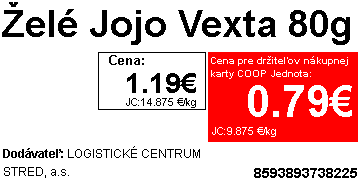 Želé Jojo Vexta 80g
Cena:
1.19€
JC:14.875 €/kg
Cena pre držiteľov nákupnej
karty COOP Jednota:
0.79€
JC:9.875 €/kg
Dodávateľ: LOGISTICKÉ CENTRUM
STRED, a.s.
8593893738225